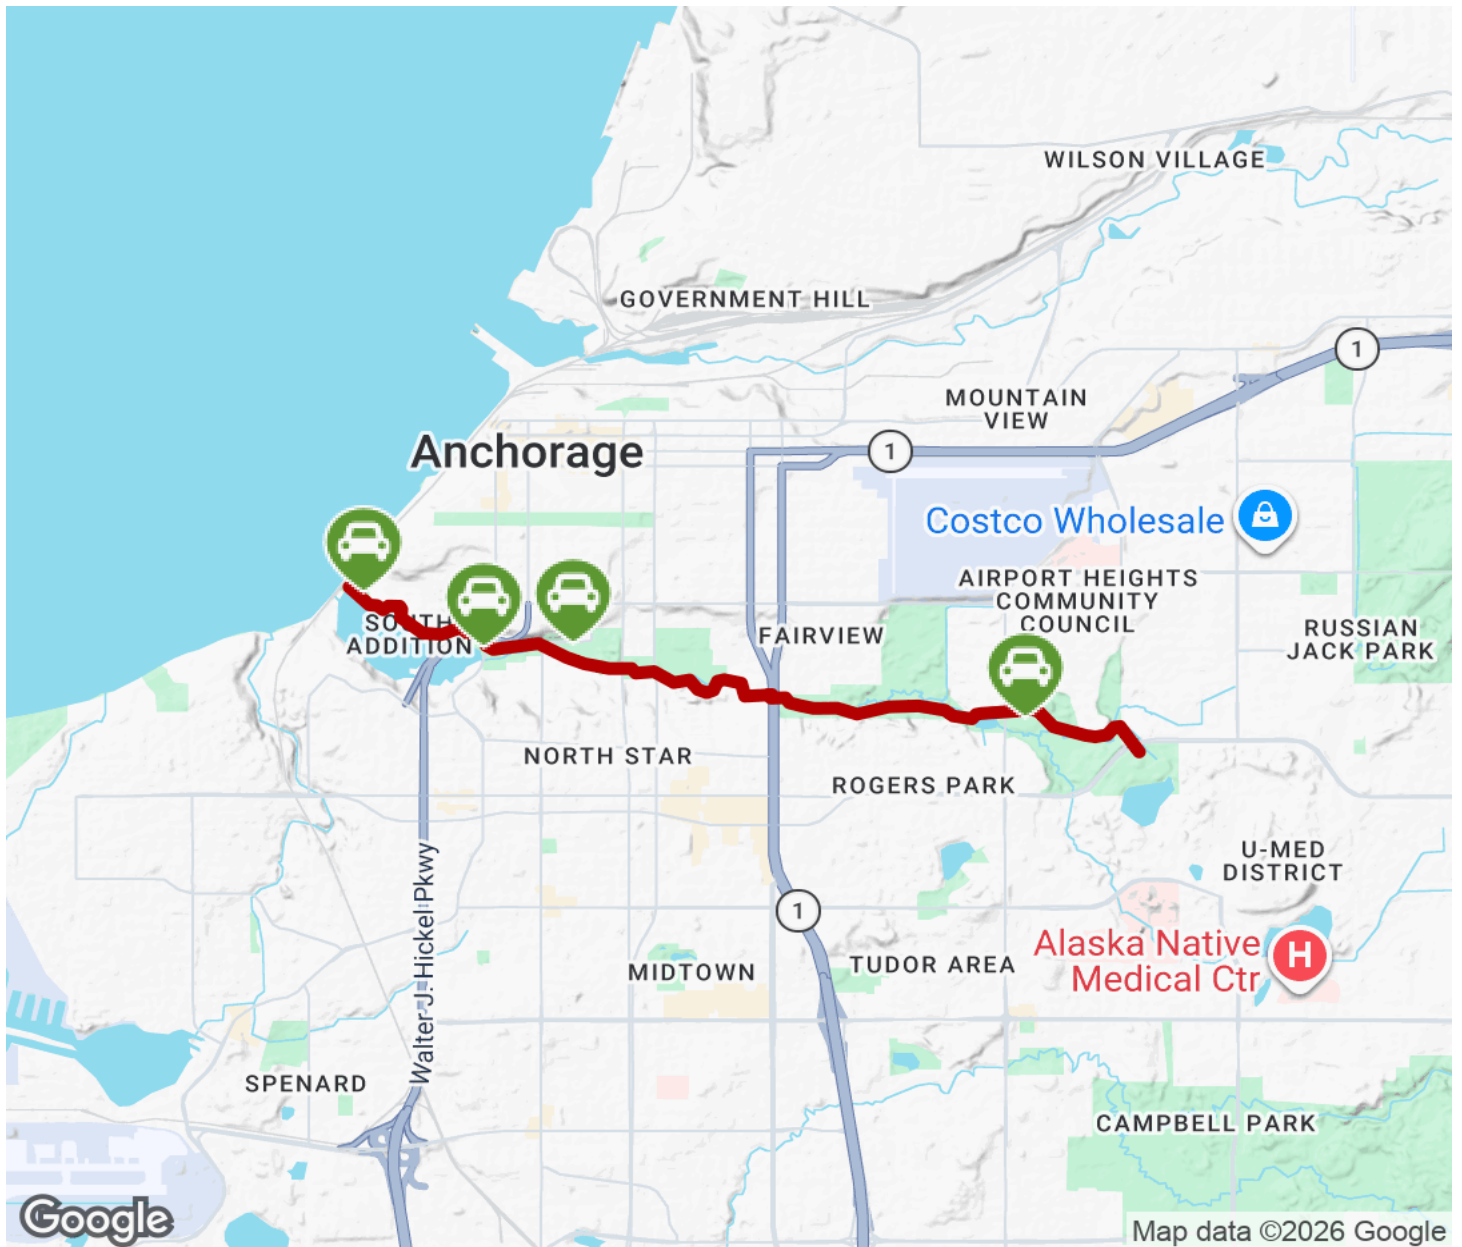 WILSON VILLAGE
GOVERNMENT HILL
1
MOUNTAIN
VIEW
1
Anchorage
Costco Wholesale
AIRPORT HEIGHTS
COMMUNITY
COUNCIL
SOUTH
ADDITION
FAIRVIEW
RUSSIAN
JACK PARK
NORTH STAR
ROGERS PARK
U-MED
DISTRICT
Walter J. Hickel Pkwy
1
MIDTOWN
TUDOR AREA
Alaska Native
Medical Ctr
H
SPENARD
CAMPBELL PARK
Google
Map data ©2026 Google